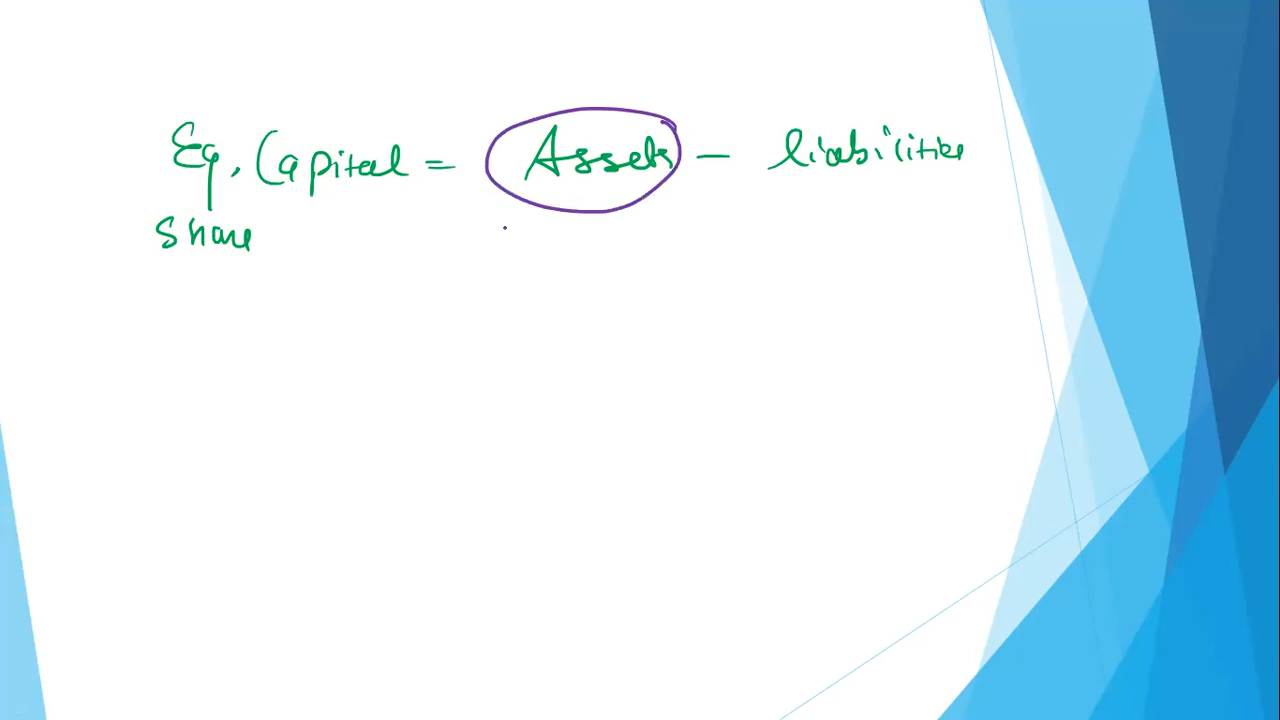 Eq. Capital = Assets - liabilities
Share